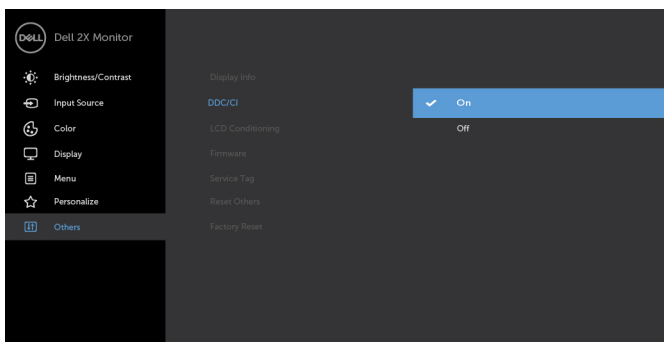 DELL Dell 2X Monitor
Brightness/Contrast
Input Source
Color
Display
Menu
Personalize
Others
Display Info
DDC/CI
LCD Conditioning
Firmware
Service Tag
Reset Others
Factory Reset
On
Off